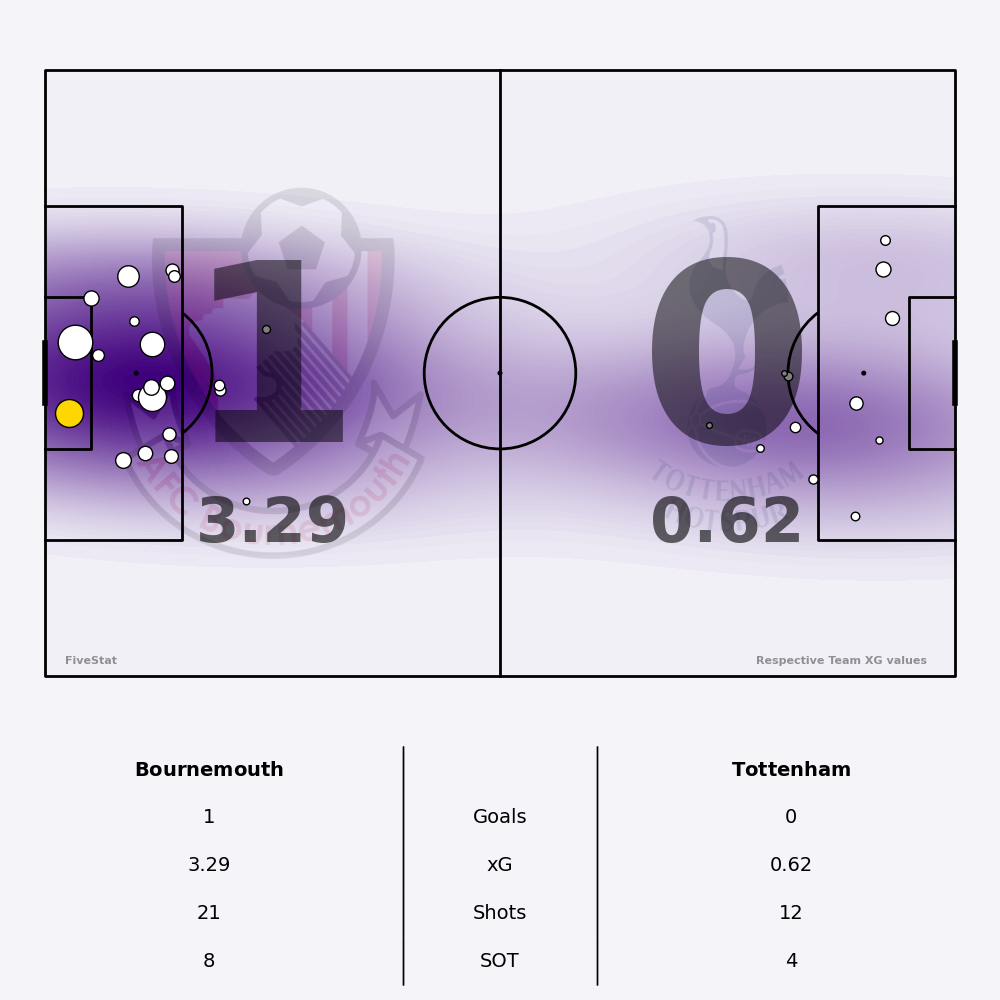 1 0
AFC Bournemouth
TOTTENHAM
HOTSPUR
3.29 0.62
FiveStat Respective Team XG values
Bournemouth Tottenham
1 Goals 0
3.29 xG 0.62
21 Shots 12
8 SOT 4